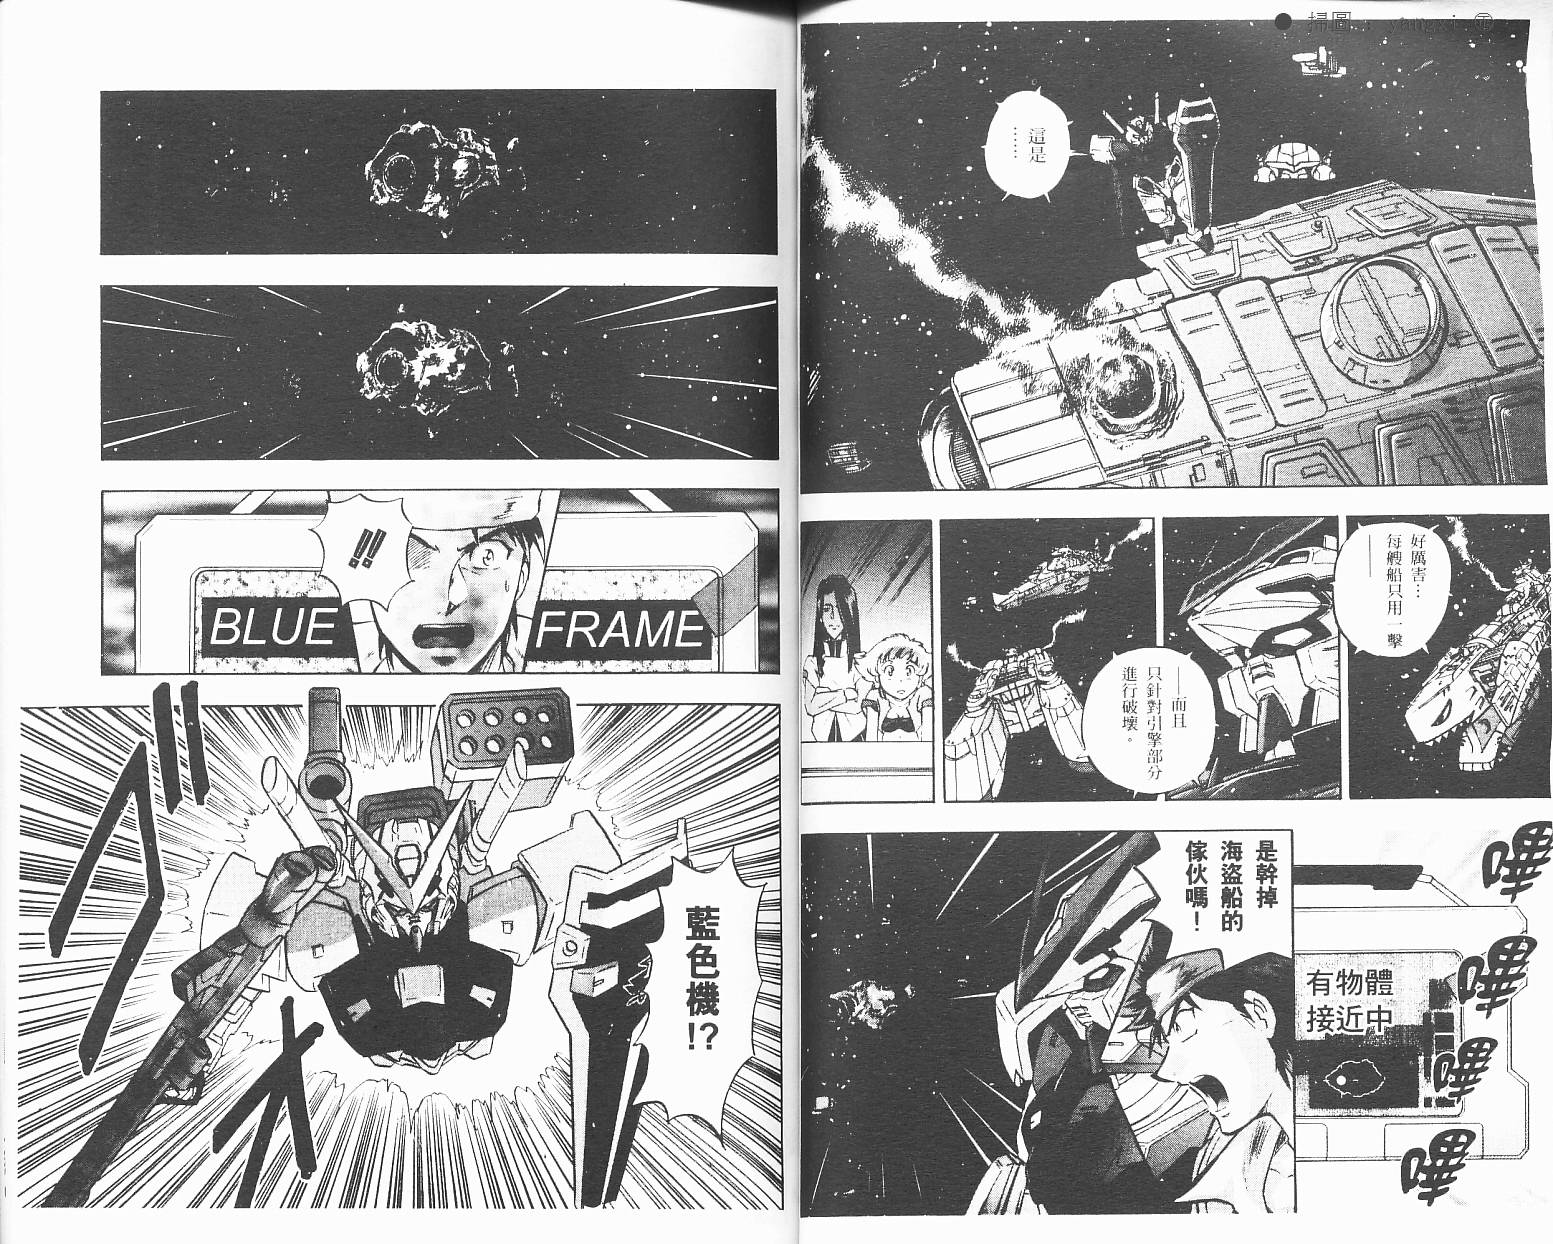 ● 掃圖 : yangxi
這是
……
好厲害…
每艘船只用一擊
——
——而且
只針對引擎部分
進行破壞。
嗶
嗶
嗶
嗶
有物體
接近中
是幹掉
海盜船的
傢伙嗎！
!!
BLUE FRAME
藍色機!?